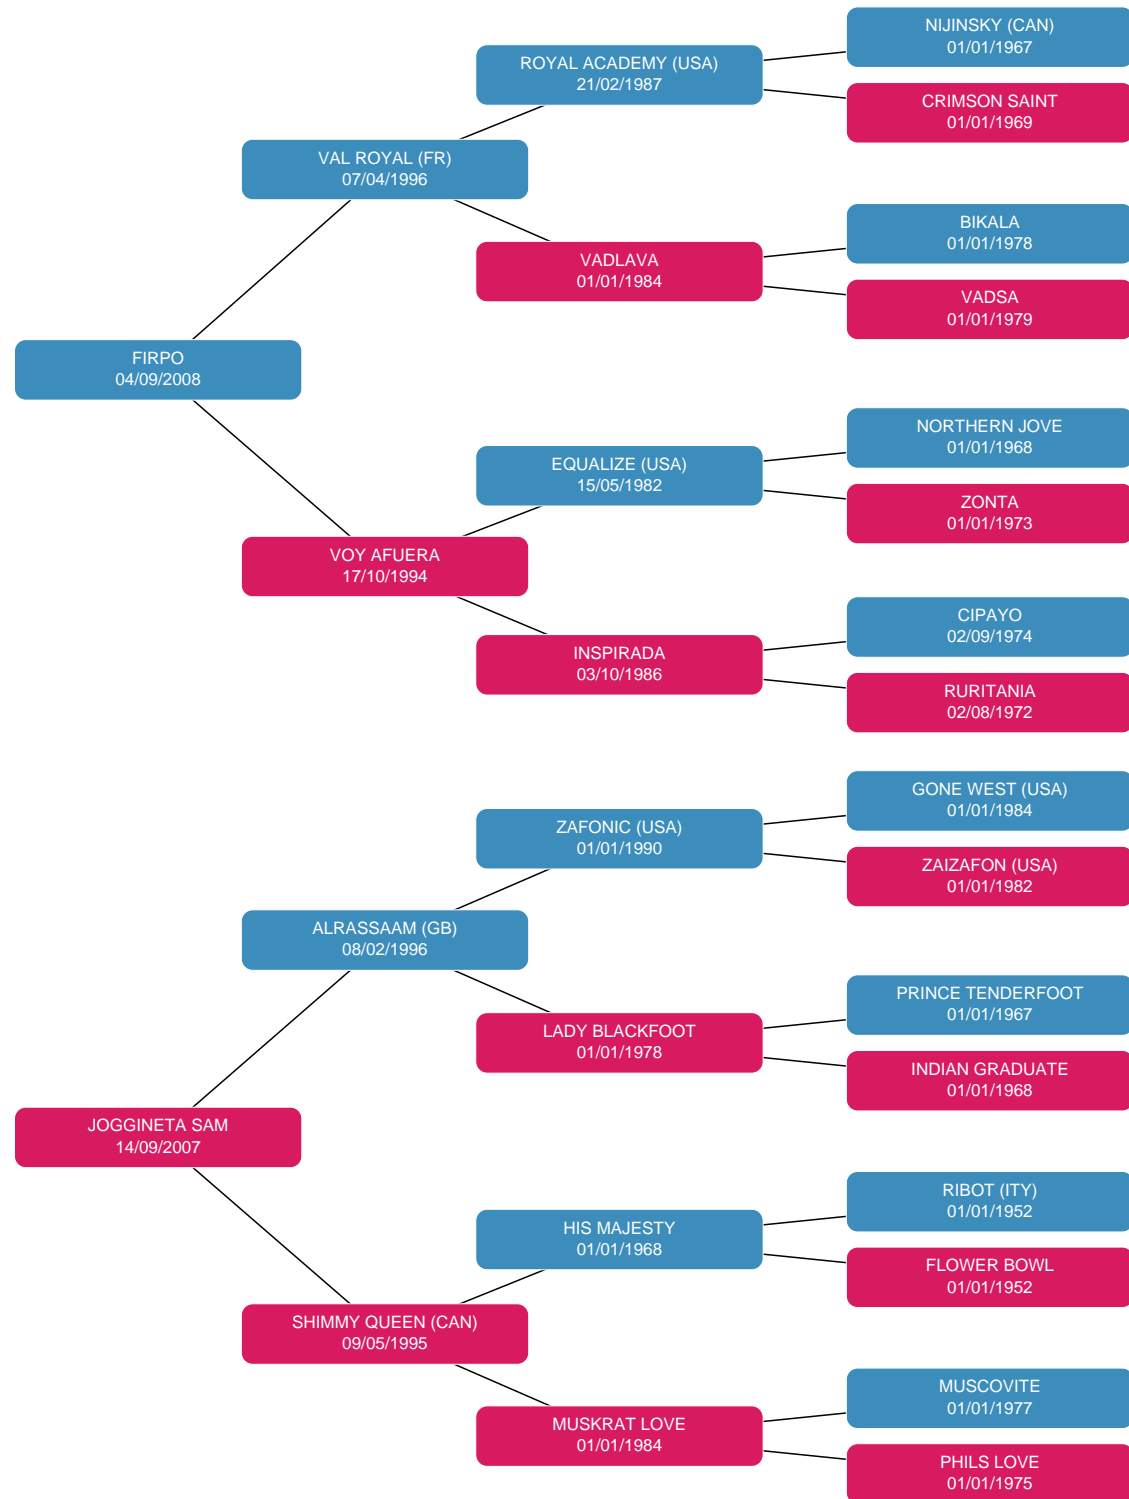 NIJINSKY (CAN)
01/01/1967
ROYAL ACADEMY (USA)
21/02/1987
CRIMSON SAINT
01/01/1969
VAL ROYAL (FR)
07/04/1996
BIKALA
01/01/1978
VADLAVA
01/01/1984
VADSA
01/01/1979
FIRPO
04/09/2008
NORTHERN JOVE
01/01/1968
EQUALIZE (USA)
15/05/1982
ZONTA
01/01/1973
VOY AFUERA
17/10/1994
CIPAYO
02/09/1974
INSPIRADA
03/10/1986
RURITANIA
02/08/1972
GONE WEST (USA)
01/01/1984
ZAFONIC (USA)
01/01/1990
ZAIZAFON (USA)
01/01/1982
ALRASSAAM (GB)
08/02/1996
PRINCE TENDERFOOT
01/01/1967
LADY BLACKFOOT
01/01/1978
INDIAN GRADUATE
01/01/1968
JOGGINETA SAM
14/09/2007
RIBOT (ITY)
01/01/1952
HIS MAJESTY
01/01/1968
FLOWER BOWL
01/01/1952
SHIMMY QUEEN (CAN)
09/05/1995
MUSCOVITE
01/01/1977
MUSKRAT LOVE
01/01/1984
PHILS LOVE
01/01/1975